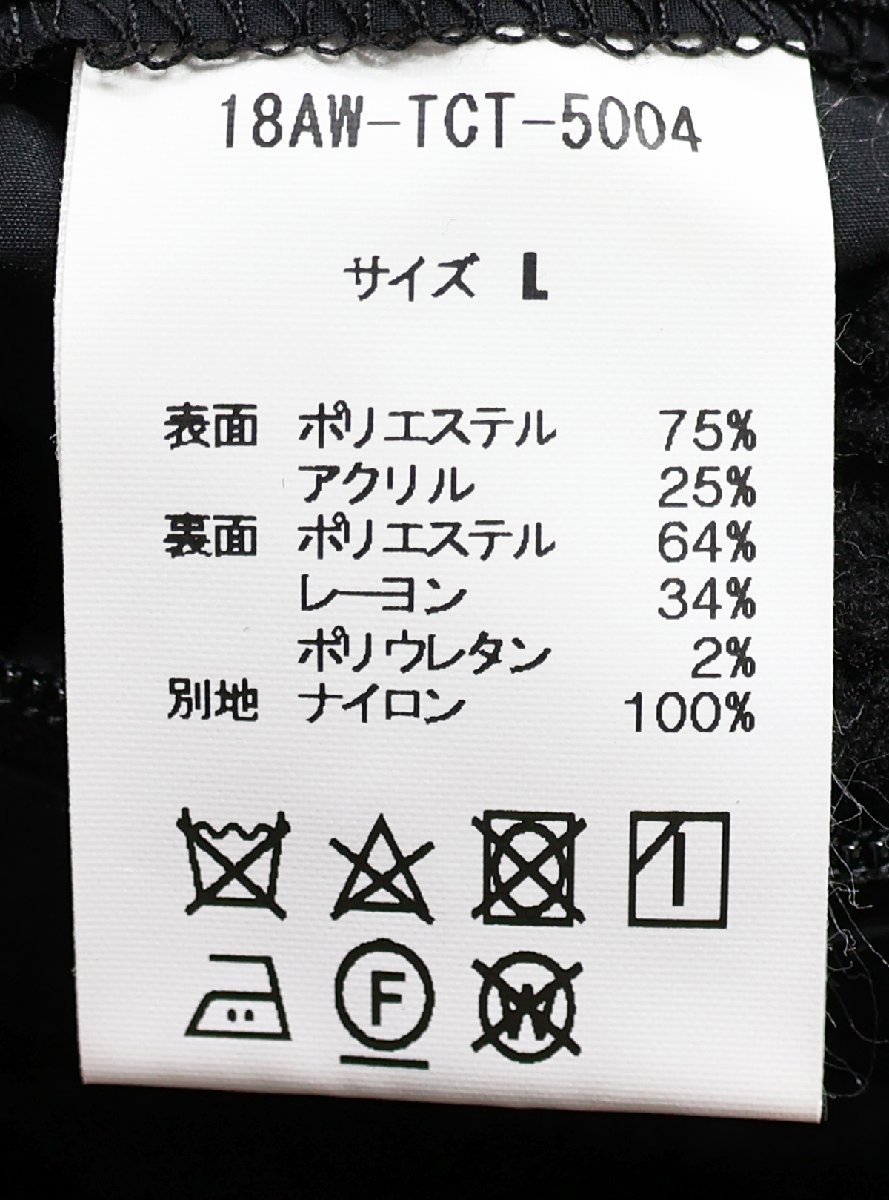 18AW-TCT-5004
サイズ L
表面 ポリエステル 75%
アクリル 25%
裏面 ポリエステル 64%
レーヨン 34%
ポリウレタン 2%
別地 ナイロン 100%
F W